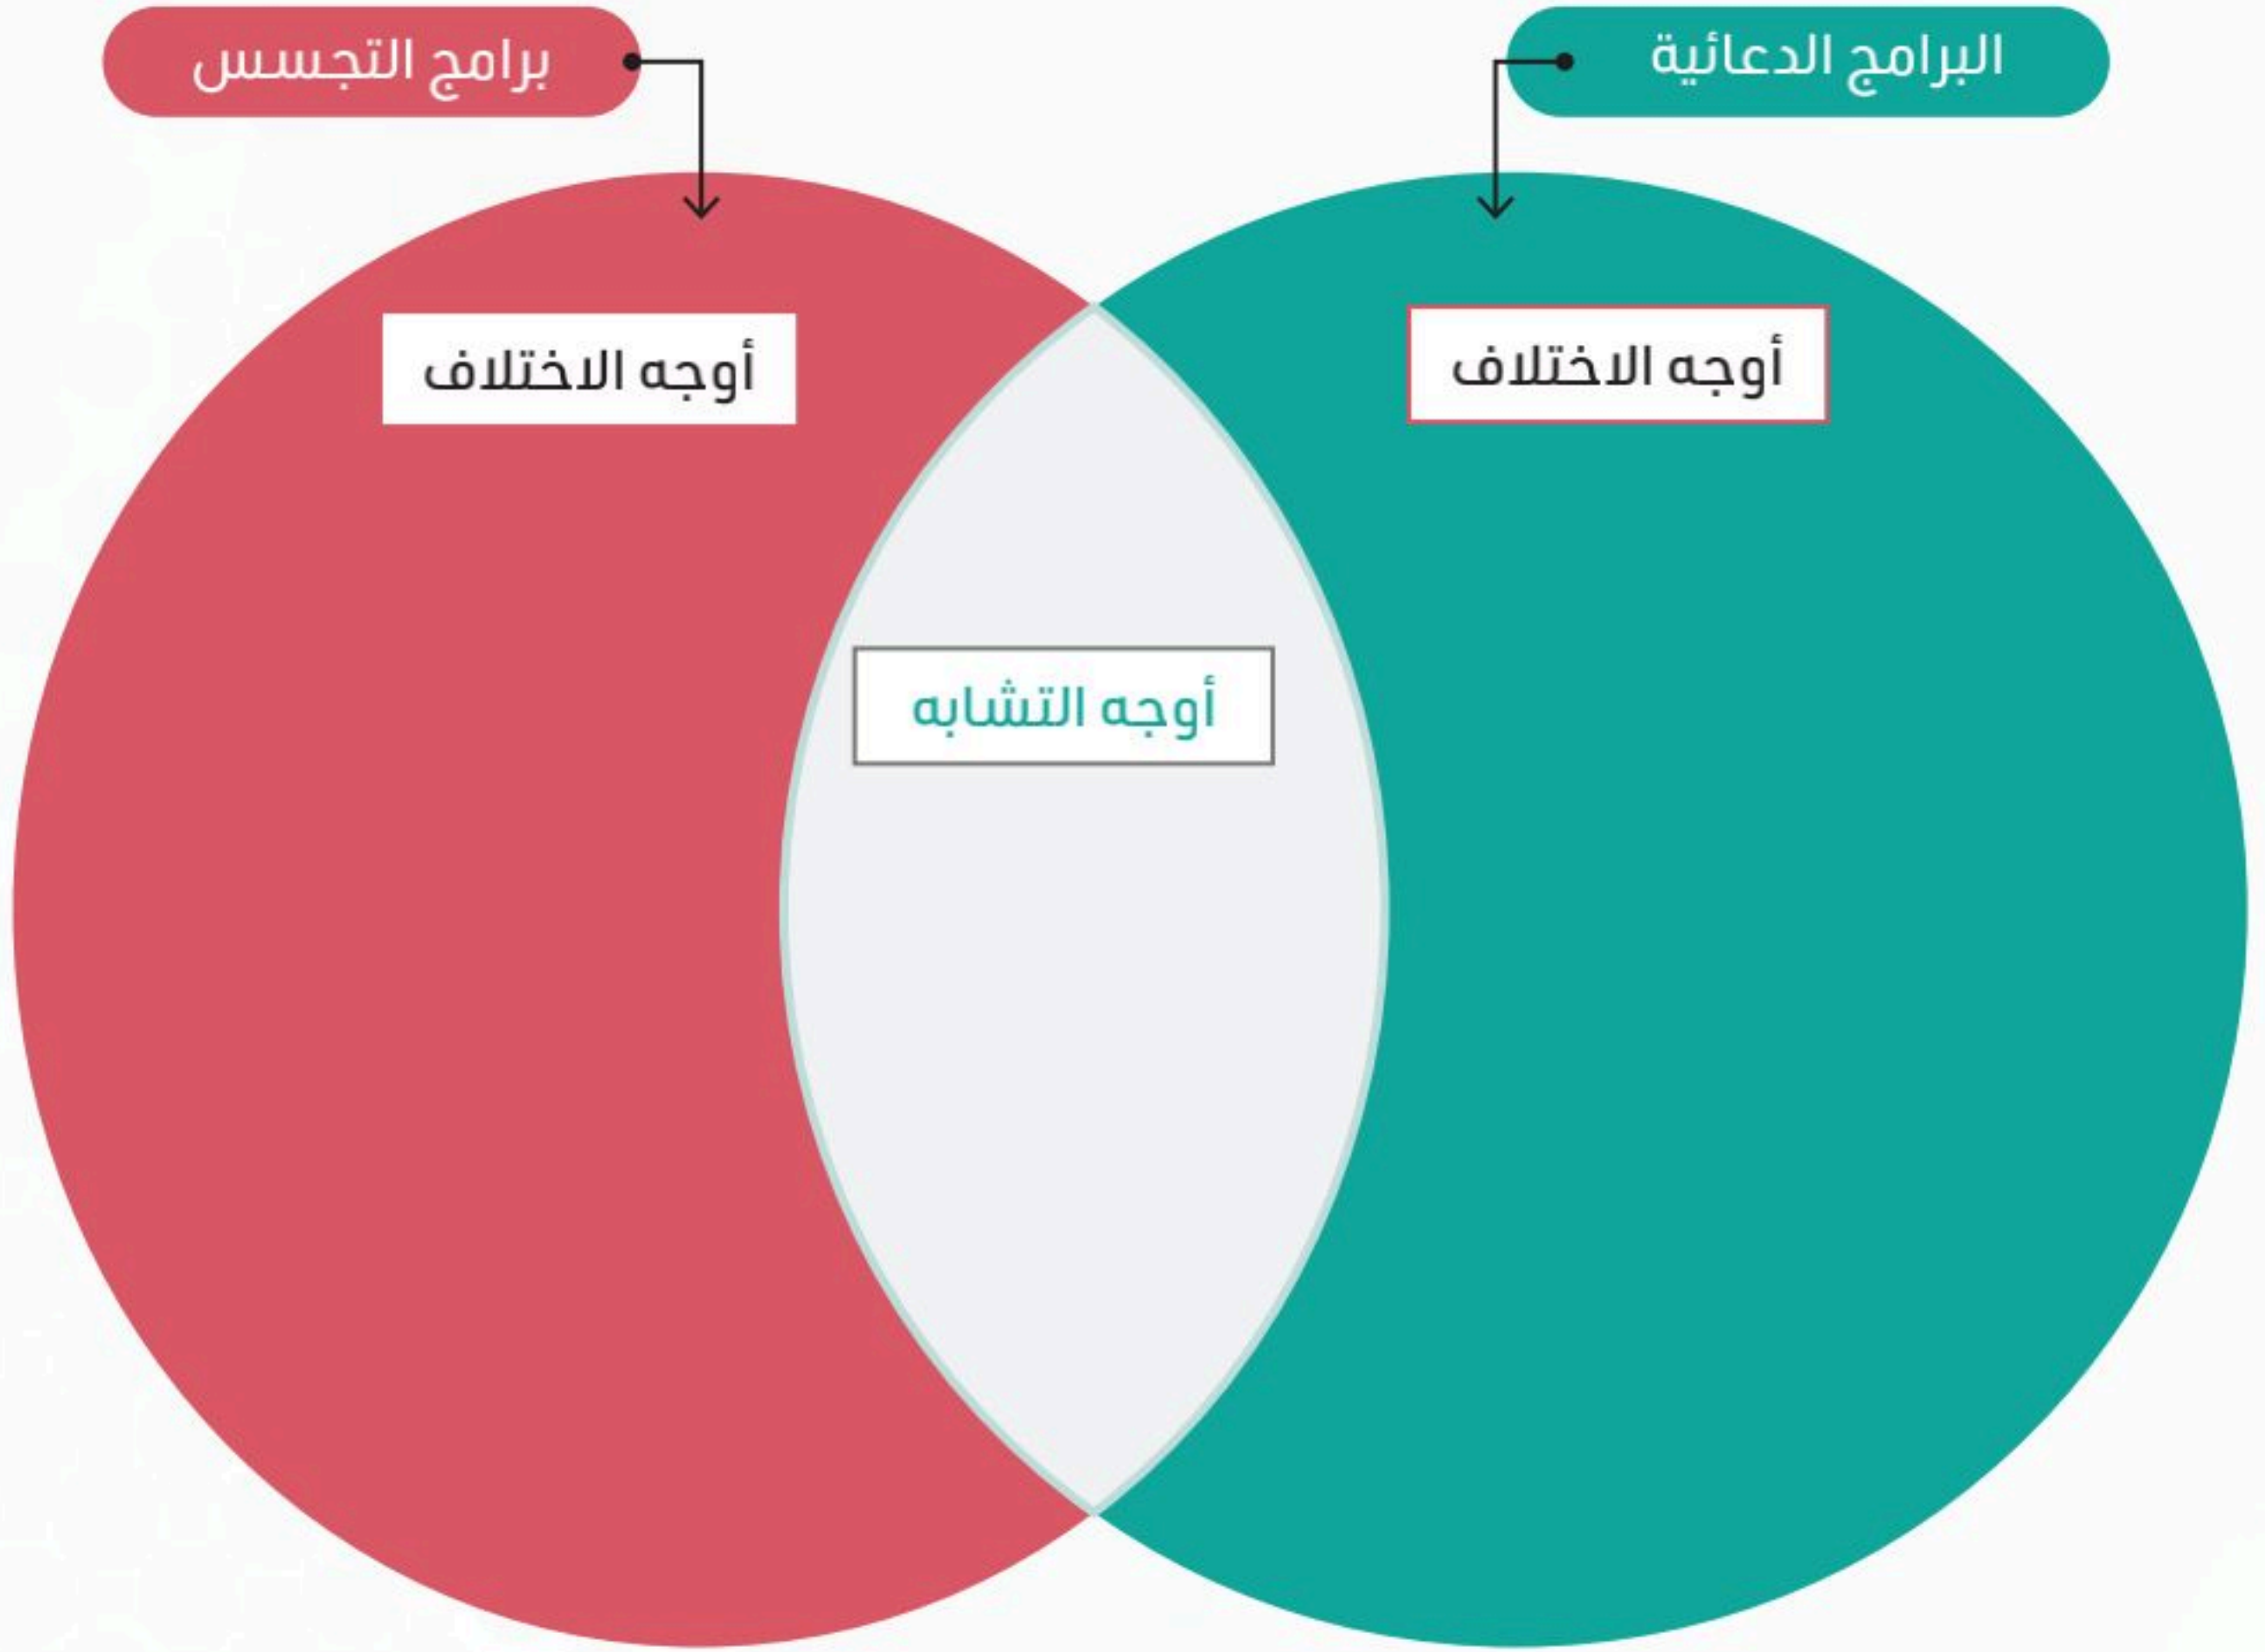 البرامج الدعائية
برامج التجسس
أوجه الاختلاف
أوجه الاختلاف
أوجه التشابه